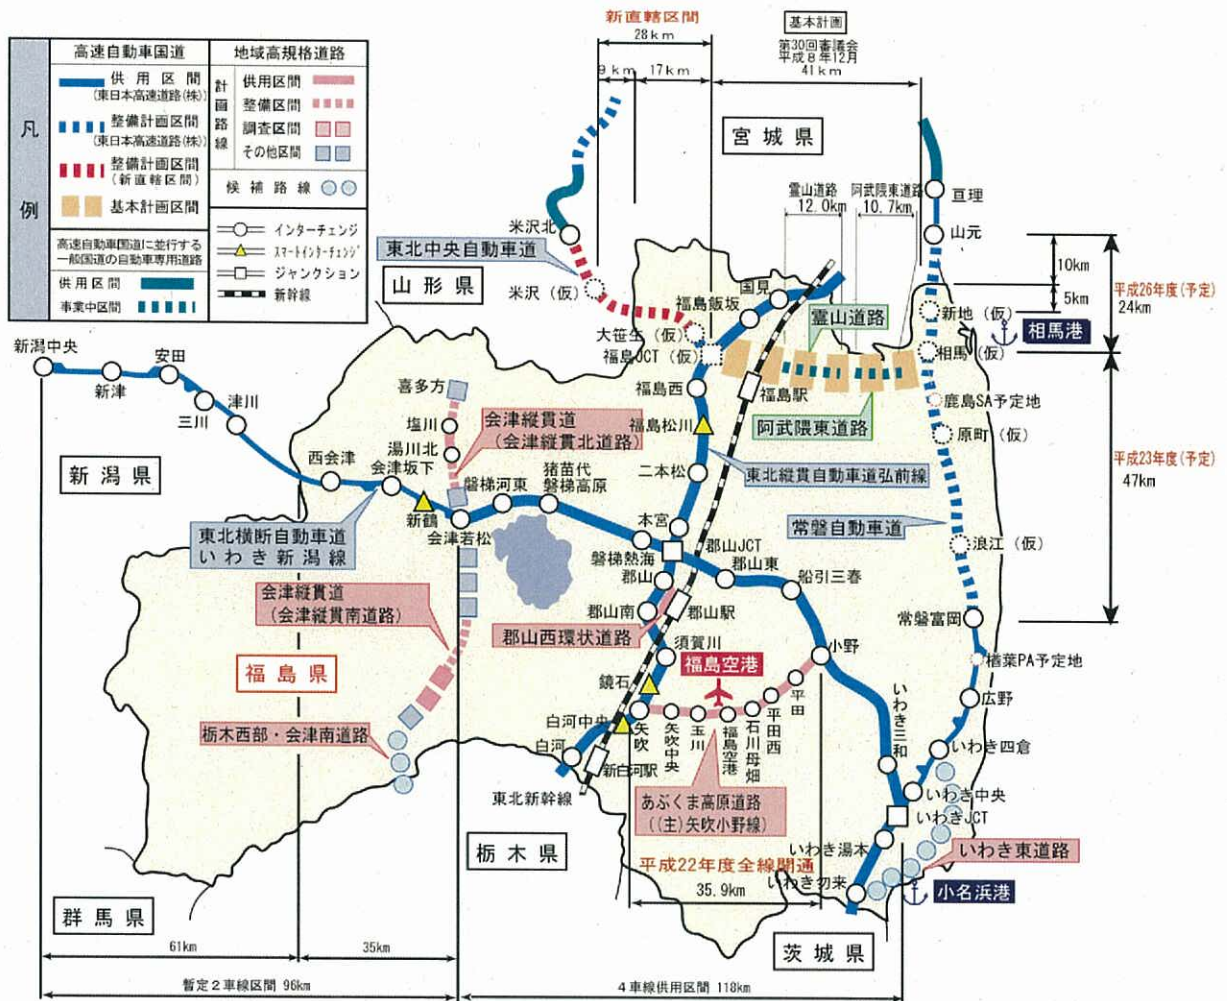 新直轄区間
28km
9km
17km
基本計画
第30回審議会
平成8年12月
41km
凡例
高速自動車国道
供用区間
(東日本高速道路(株))
整備計画区間
(東日本高速道路(株))
整備計画区間
(新直轄区間)
基本計画区間
高速自動車国道に並行する
一般国道の自動車専用道路
供用区間
事業中区間
地域高規格道路
計画路線
供用区間
整備区間
調査区間
その他区間
候補路線
インターチェンジ
スマートインターチェンジ
ジャンクション
新幹線
宮城県
霊山道路
12.0km
阿武隈東道路
10.7km
亘理
山元
10km
5km
平成26年度(予定)
24km
新地(仮)
相馬港
相馬(仮)
鹿島SA予定地
原町(仮)
平成23年度(予定)
47km
常磐自動車道
浪江(仮)
常磐富岡
楢葉PA予定地
広野
いわき四倉
いわき中央
いわきJCT
いわき湯本
いわき東道路
いわき勿来
小名浜港
米沢北
東北中央自動車道
山形県
米沢(仮)
国見
福島飯坂
霊山道路
大笹生(仮)
福島JCT(仮)
福島西
福島駅
阿武隈東道路
福島松川
二本松
東北縦貫自動車道弘前線
本宮
郡山JCT
磐梯熱海
郡山
郡山東
船引三春
郡山南
郡山駅
郡山西環状道路
須賀川
福島空港
小野
鏡石
平田
いわき三和
白河中央
白河
矢吹
矢吹中央
玉川
福島空港
石川母畑
平田西
新白河駅
東北新幹線
あぶくま高原道路
((主)矢吹小野線)
平成22年度全線開通
35.9km
新潟中央
新津
安田
三川
津川
新潟県
西会津
会津坂下
新鶴
会津若松
磐梯河東
猪苗代
磐梯高原
喜多方
塩川
湯川北
会津縦貫道
(会津縦貫北道路)
東北横断自動車道
いわき新潟線
会津縦貫道
(会津縦貫南道路)
福島県
栃木西部・会津南道路
栃木県
群馬県
茨城県
61km
35km
暫定2車線区間 96km
4車線供用区間 118km